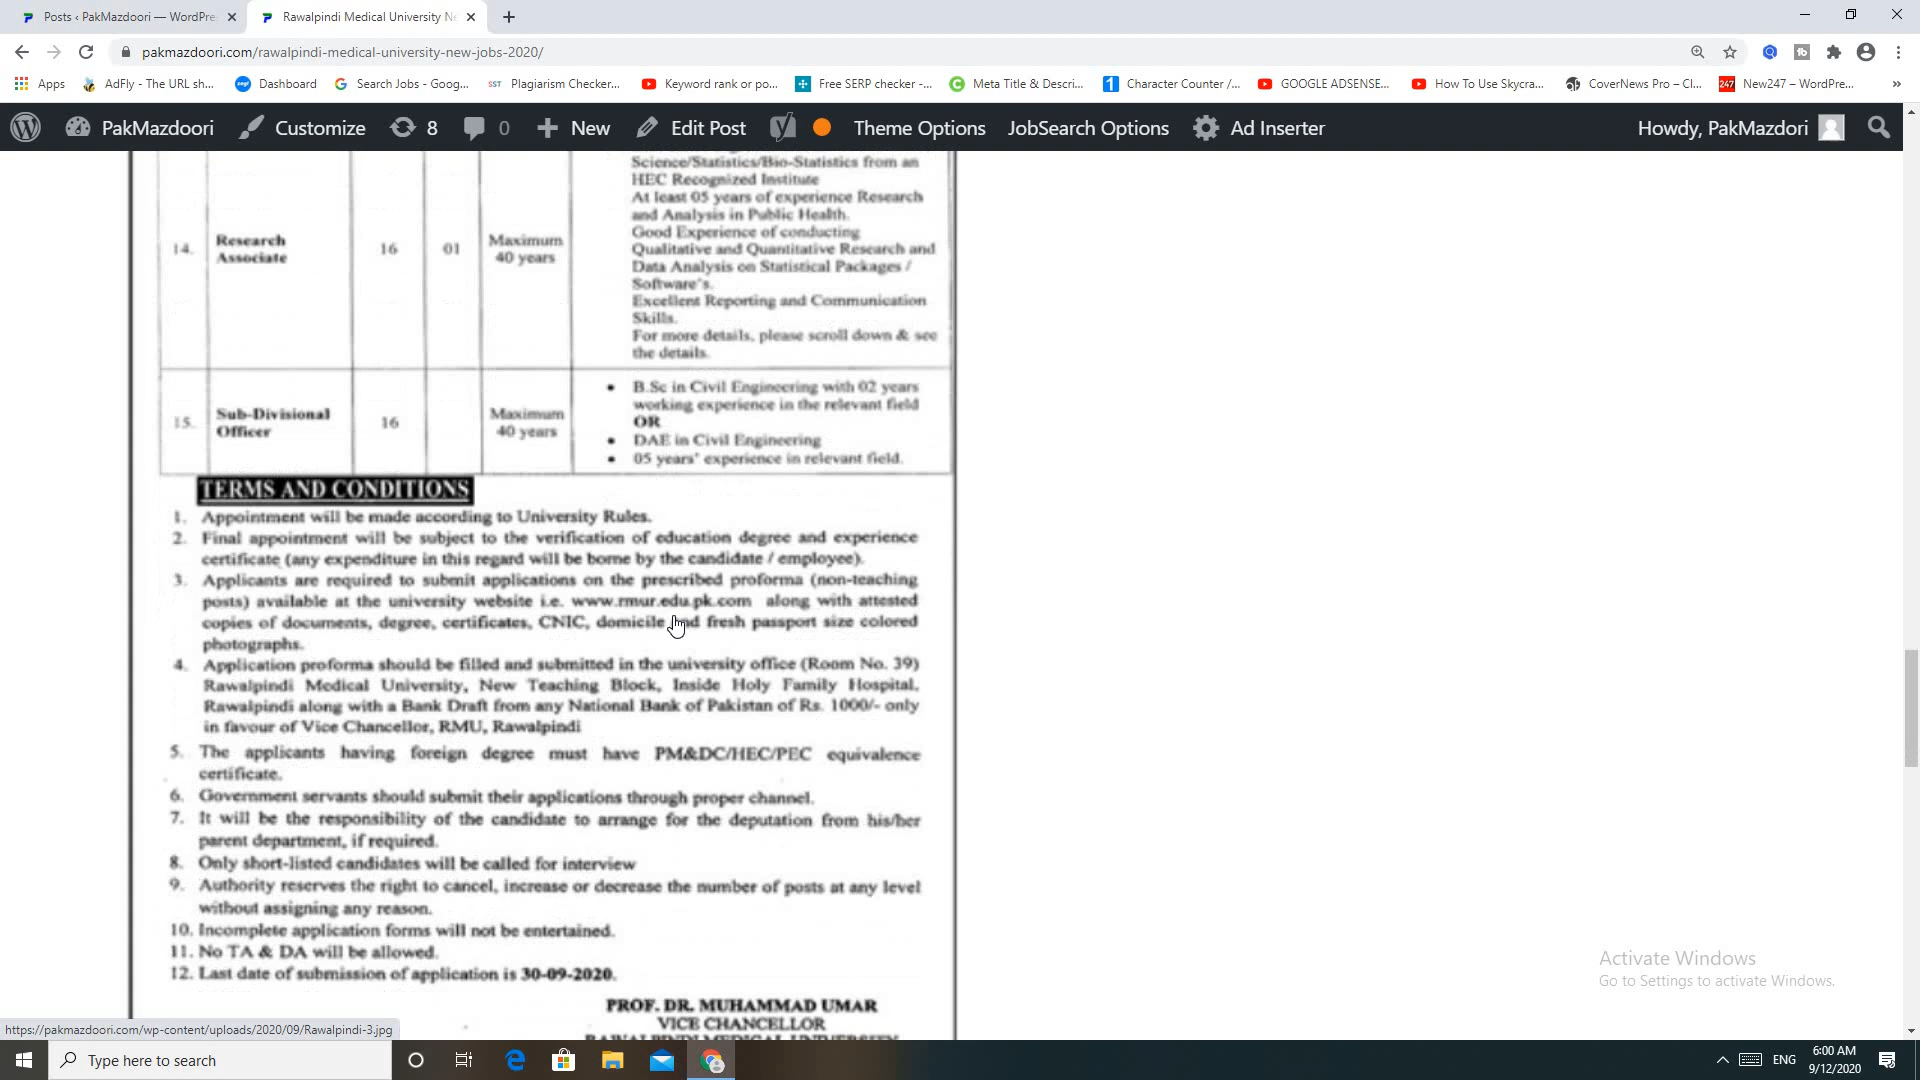 Posts ‹ PakMazdoori — WordPre
Rawalpindi Medical University Ne
pakmazdoori.com/rawalpindi-medical-university-new-jobs-2020/
Apps
AdFly - The URL sh...
Dashboard
Search Jobs - Goog...
SST
Plagiarism Checker...
Keyword rank or po...
Free SERP checker -...
Meta Title & Descri...
Character Counter /...
GOOGLE ADSENSE...
How To Use Skycra...
CoverNews Pro – Cl...
New247 – WordPre...
PakMazdoori
Customize
8
0
New
Edit Post
Theme Options
JobSearch Options
Ad Inserter
Howdy, PakMazdori
Science/Statistics/Bio-Statistics from an
HEC Recognized Institute
At least 05 years of experience Research
and Analysis in Public Health.
Good Experience of conducting
14. Research Associate 16 01 Maximum 40 years
Qualitative and Quantitative Research and
Data Analysis on Statistical Packages /
Software's.
Excellent Reporting and Communication
Skills.
For more details, please scroll down & see
the details.
15. Sub-Divisional Officer 16 Maximum 40 years
• B.Sc in Civil Engineering with 02 years
working experience in the relevant field
OR
• DAE in Civil Engineering
• 05 years' experience in relevant field.
TERMS AND CONDITIONS
1. Appointment will be made according to University Rules.
2. Final appointment will be subject to the verification of education degree and experience
certificate (any expenditure in this regard will be borne by the candidate / employee).
3. Applicants are required to submit applications on the prescribed proforma (non-teaching
posts) available at the university website i.e. www.rmur.edu.pk.com along with attested
copies of documents, degree, certificates, CNIC, domicile and fresh passport size colored
photographs.
4. Application proforma should be filled and submitted in the university office (Room No. 39)
Rawalpindi Medical University, New Teaching Block, Inside Holy Family Hospital,
Rawalpindi along with a Bank Draft from any National Bank of Pakistan of Rs. 1000/- only
in favour of Vice Chancellor, RMU, Rawalpindi
5. The applicants having foreign degree must have PM&DC/HEC/PEC equivalence
certificate.
6. Government servants should submit their applications through proper channel.
7. It will be the responsibility of the candidate to arrange for the deputation from his/her
parent department, if required.
8. Only short-listed candidates will be called for interview
9. Authority reserves the right to cancel, increase or decrease the number of posts at any level
without assigning any reason.
10. Incomplete application forms will not be entertained.
11. No TA & DA will be allowed.
12. Last date of submission of application is 30-09-2020.
PROF. DR. MUHAMMAD UMAR
VICE CHANCELLOR
RAWALPINDI MEDICAL UNIVERSITY
Activate Windows
Go to Settings to activate Windows.
https://pakmazdoori.com/wp-content/uploads/2020/09/Rawalpindi-3.jpg
Type here to search
ENG
6:00 AM
9/12/2020